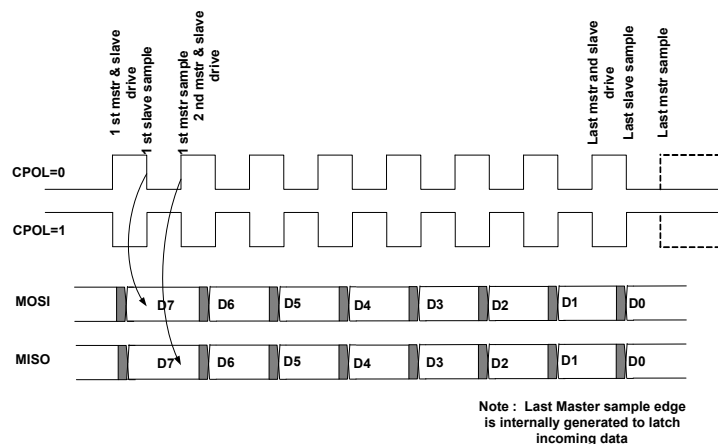 1 st mstr & slave
drive
1 st slave sample
1 st mstr sample
2 nd mstr & slave
drive
Last mstr and slave
drive
Last slave sample
Last mstr sample
CPOL=0
CPOL=1
MOSI
D7
D6
D5
D4
D3
D2
D1
D0
MISO
D7
D6
D5
D4
D3
D2
D1
D0
Note : Last Master sample edge
is internally generated to latch
incoming data